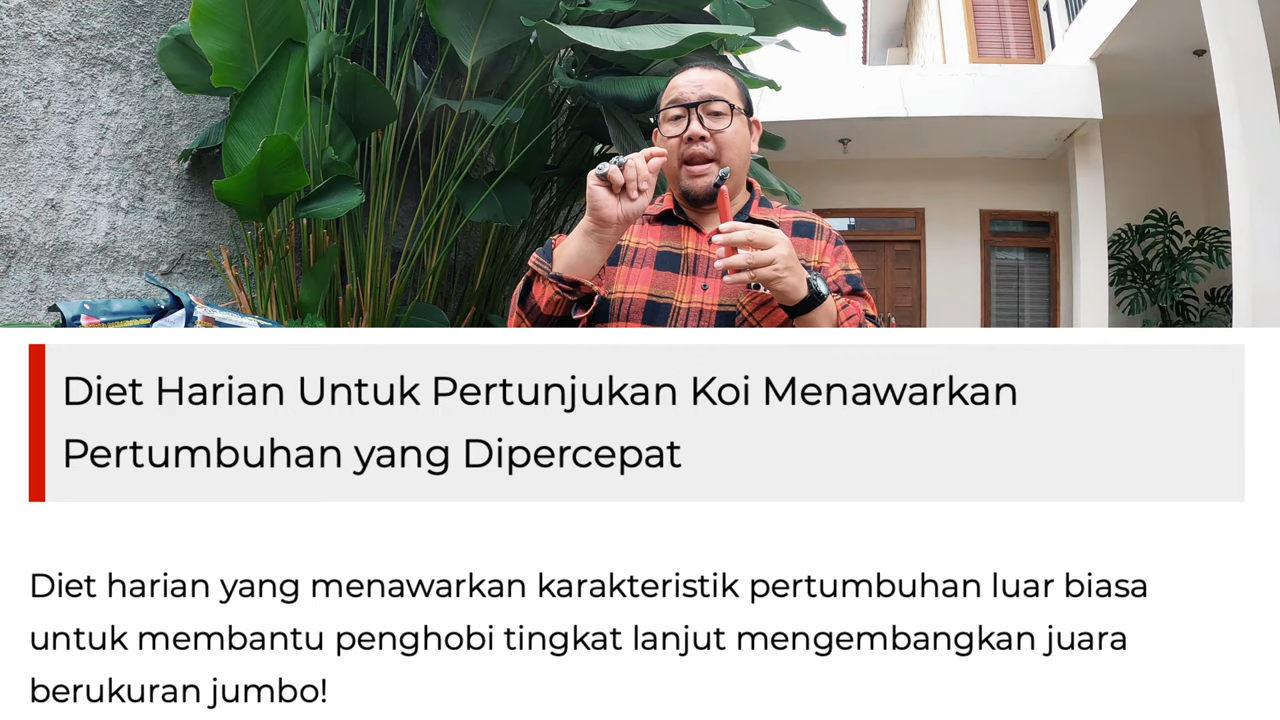 Diet Harian Untuk Pertunjukan Koi Menawarkan
Pertumbuhan yang Dipercepat
Diet harian yang menawarkan karakteristik pertumbuhan luar biasa
untuk membantu penghobi tingkat lanjut mengembangkan juara
berukuran jumbo!